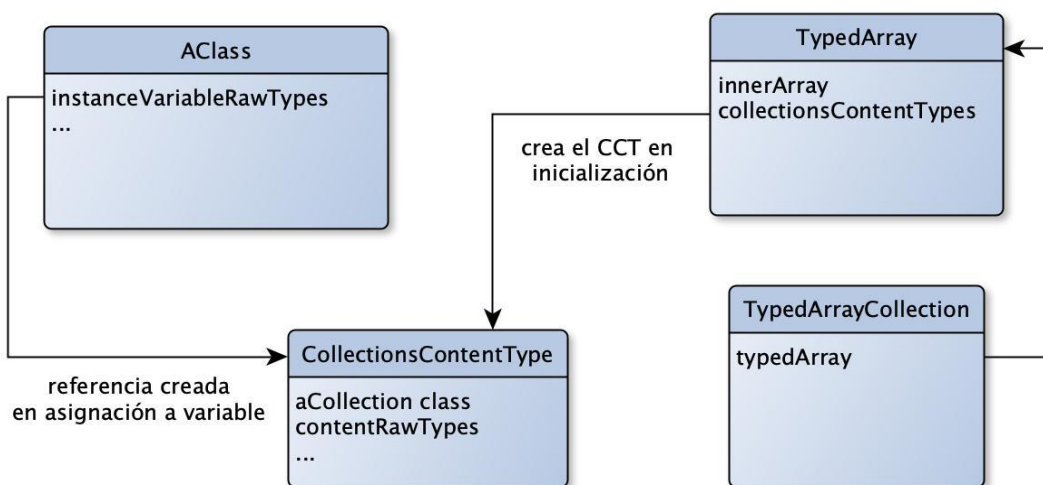 AClass
instanceVariableRawTypes
...
TypedArray
innerArray
collectionsContentTypes
crea el CCT en
inicialización
TypedArrayCollection
typedArray
CollectionsContentType
aCollection class
contentRawTypes
...
referencia creada
en asignación a variable